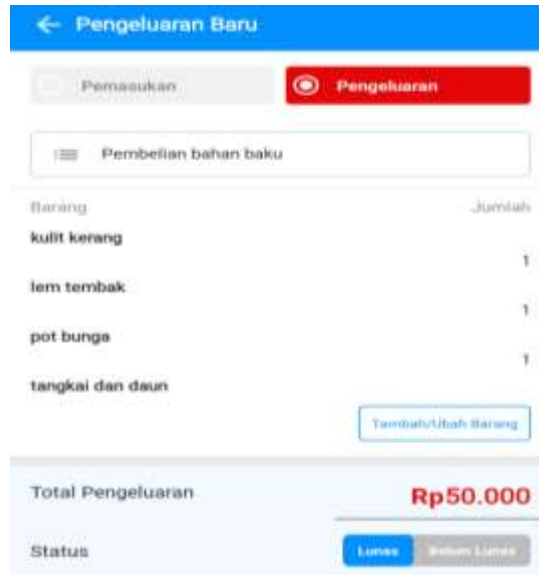 Pengeluaran Baru
Pemasukan
Pengeluaran
Pembelian bahan baku
Barang Jumlah
kulit kerang
1
lem tembak
1
pot bunga
1
tangkai dan daun
Tambah/Ubah Barang
Total Pengeluaran Rp50.000
Status Lunas Belum Lunas